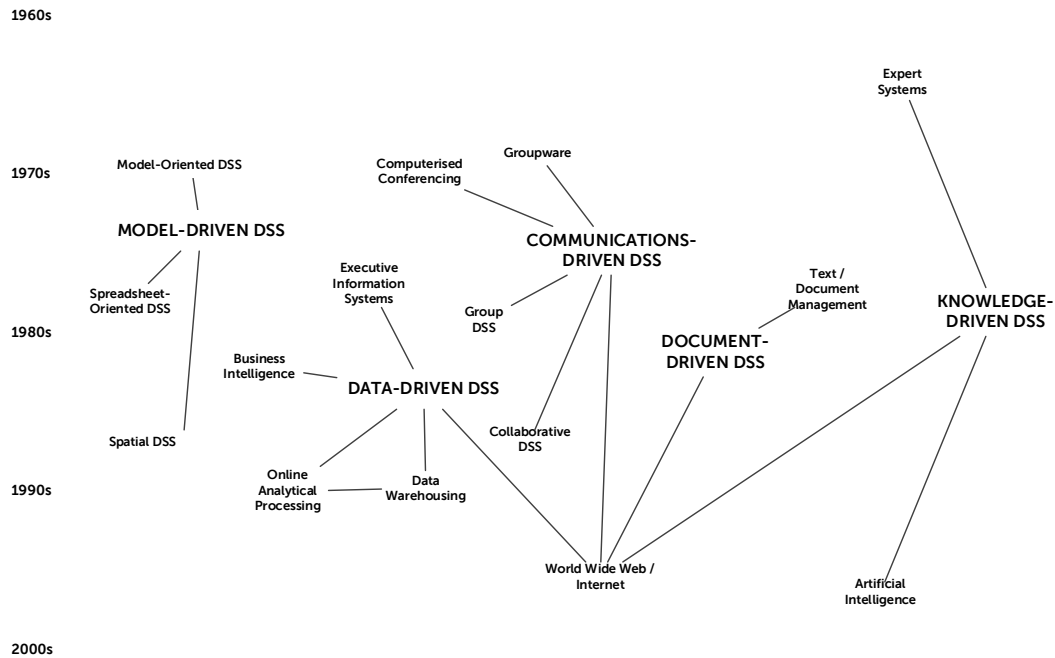 1960s
Expert
Systems
1970s
Model-Oriented DSS
Computerised
Conferencing
Groupware
MODEL-DRIVEN DSS
COMMUNICATIONS-
DRIVEN DSS
Executive
Information
Systems
Text /
Document
Management
Spreadsheet-
Oriented DSS
Group
DSS
KNOWLEDGE-
DRIVEN DSS
1980s
DOCUMENT-
DRIVEN DSS
Business
Intelligence
DATA-DRIVEN DSS
Spatial DSS
Collaborative
DSS
1990s
Online
Analytical
Processing
Data
Warehousing
World Wide Web /
Internet
Artificial
Intelligence
2000s